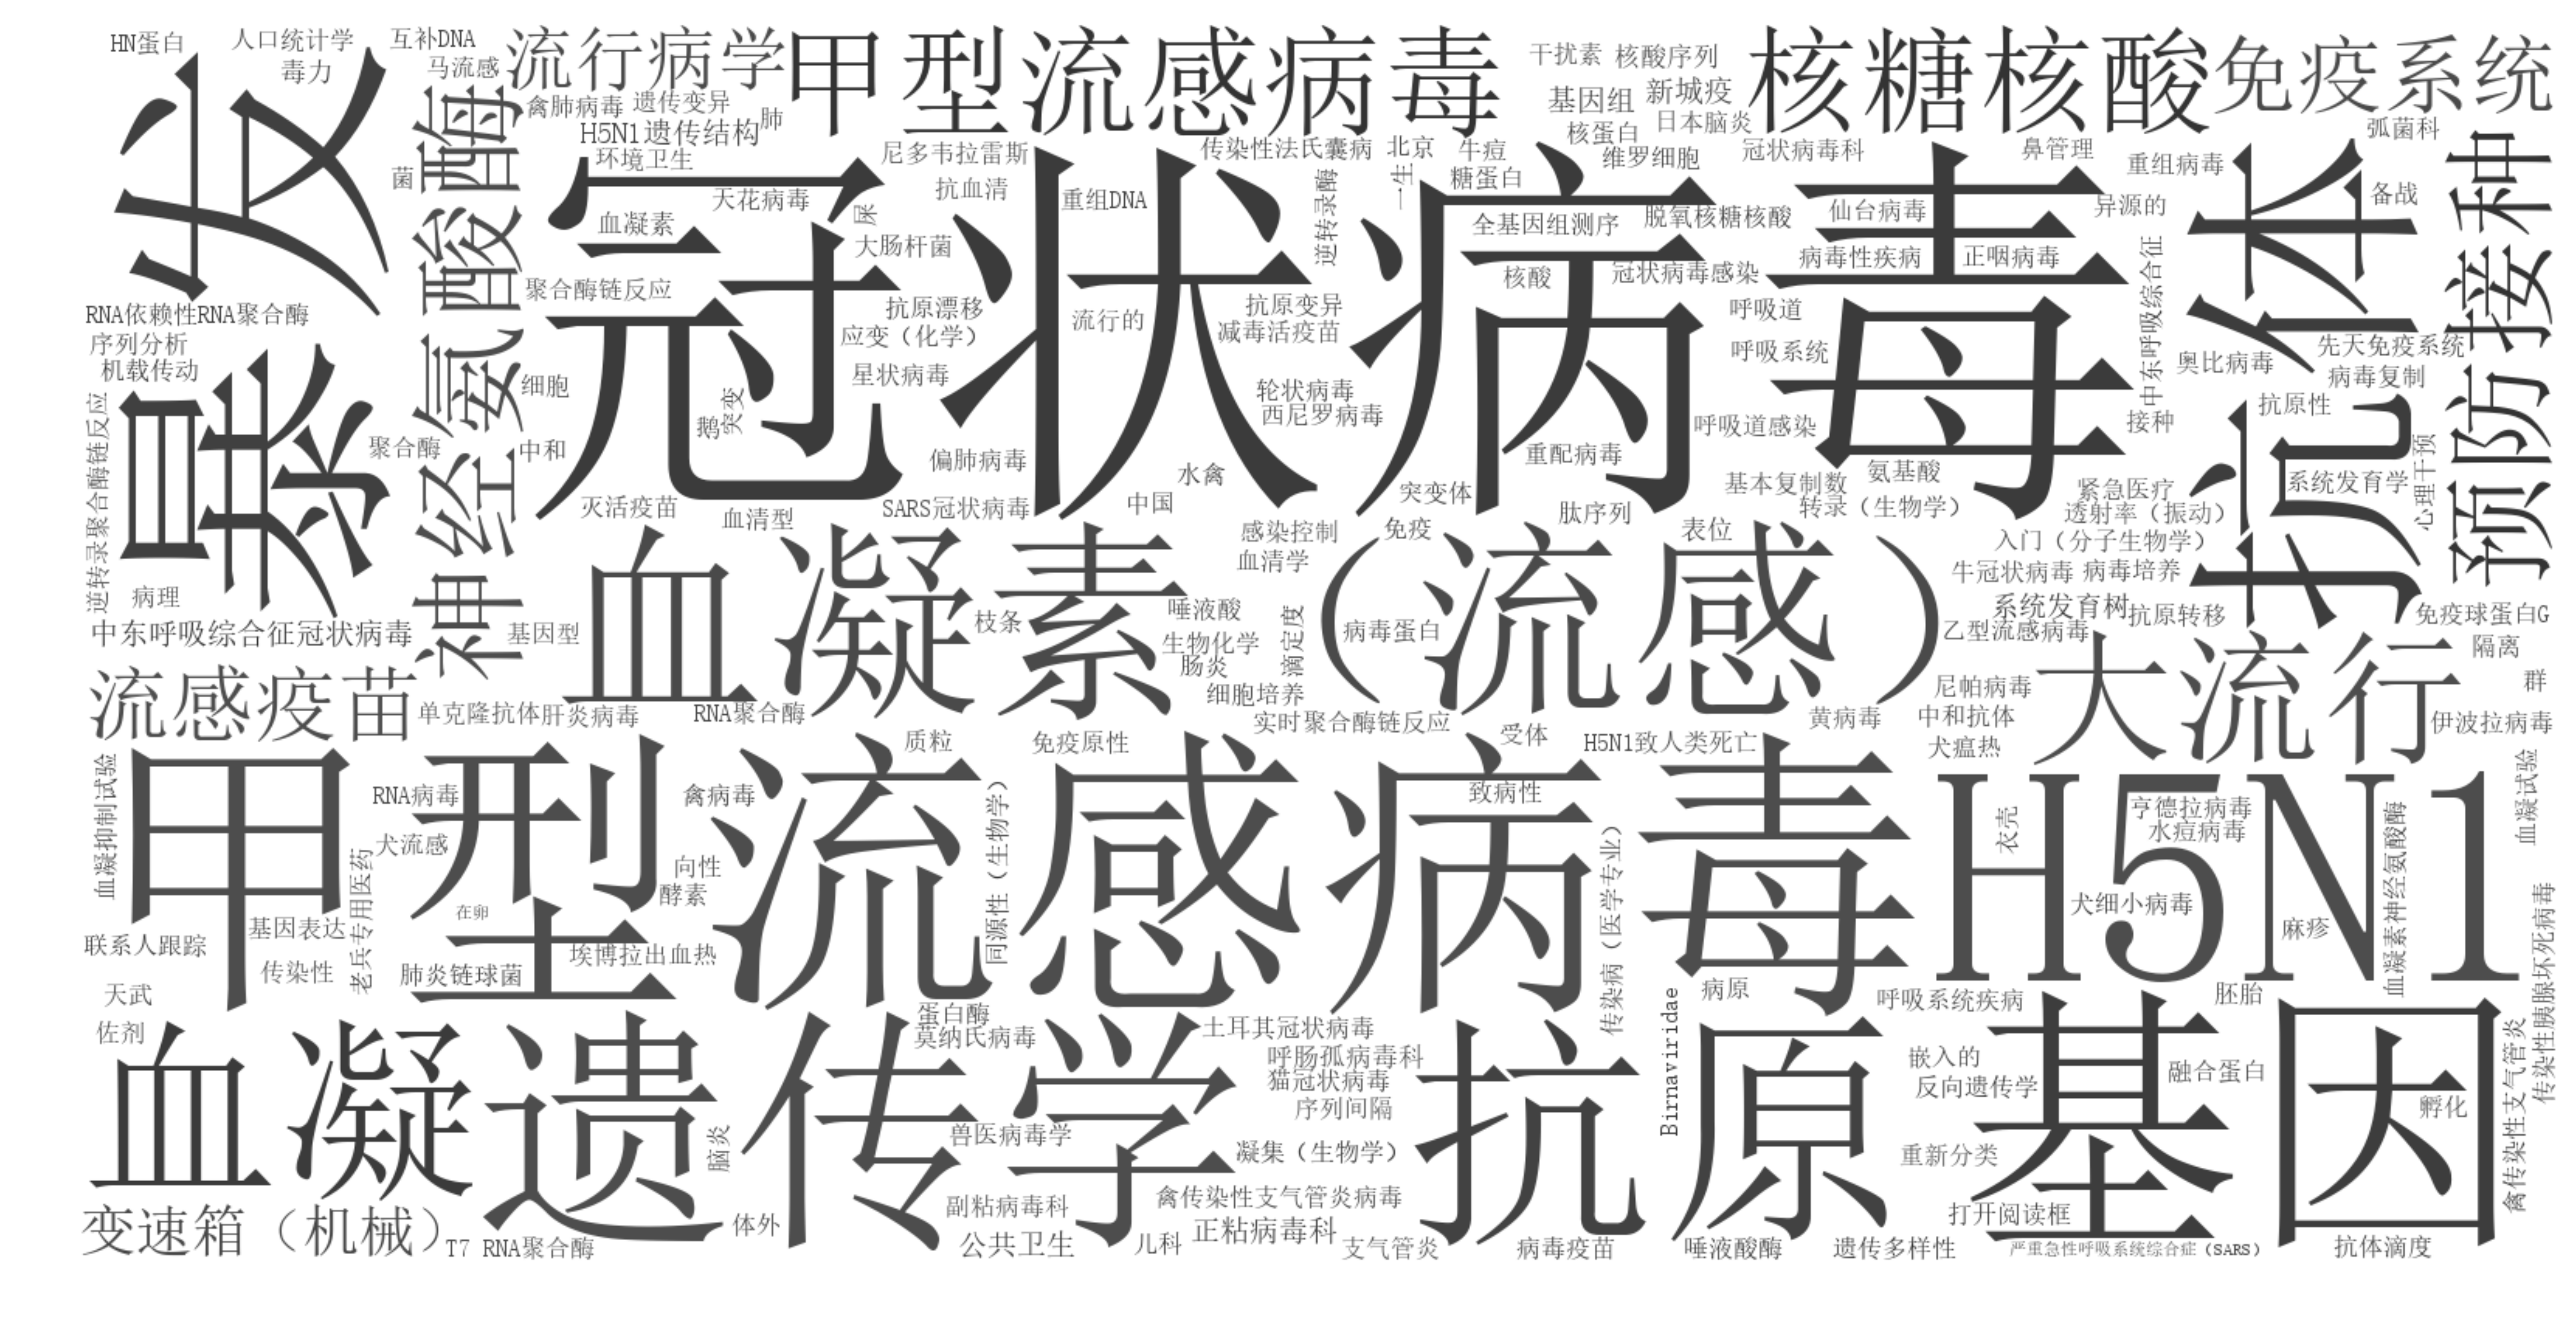 HN蛋白
人口统计学
互补DNA
流行病学
甲型流感病毒
干扰素
核酸序列
核糖核酸
免疫系统
毒力
马流感
禽肺病毒
遗传变异
肺
H5N1遗传结构
基因组
新城疫
核蛋白
日本脑炎
弧菌科
爆发
神经氨酸酶
菌
环境卫生
尼多韦拉雷斯
传染性法氏囊病
北京
牛痘
维罗细胞
冠状病毒科
鼻管理
重组病毒
预防接种
冠状病毒
天花病毒
尿
抗血清
重组DNA
逆转录酶
一生
糖蛋白
抗体
备战
血凝素
大肠杆菌
全基因组测序
脱氧核糖核酸
仙台病毒
异源的
聚合酶链反应
核酸
冠状病毒感染
病毒性疾病
正咽病毒
中东呼吸综合征
RNA依赖性RNA聚合酶
抗原漂移
流行的
抗原变异
呼吸道
序列分析
应变（化学）
减毒活疫苗
呼吸系统
奥比病毒
先天免疫系统
机载传动
细胞
星状病毒
病毒复制
逆转录聚合酶链反应
鹅
突变
轮状病毒
西尼罗病毒
呼吸道感染
接种
抗原性
聚合酶
中和
偏肺病毒
水禽
重配病毒
氨基酸
心理干预
灭活疫苗
血清型
SARS冠状病毒
中国
突变体
基本复制数
转录（生物学）
紧急医疗
系统发育学
肽序列
透射率（振动）
病理
血凝素（流感）
感染控制
免疫
表位
入门（分子生物学）
血清学
牛冠状病毒
病毒培养
中东呼吸综合征冠状病毒
基因型
枝条
唾液酸
滴定度
病毒蛋白
系统发育树
抗原转移
免疫球蛋白G
生物化学
乙型流感病毒
隔离
流感疫苗
肠炎
大流行
群
单克隆抗体
肝炎病毒
RNA聚合酶
细胞培养
实时聚合酶链反应
受体
黄病毒
尼帕病毒
中和抗体
伊波拉病毒
质粒
免疫原性
H5N1致人类死亡
犬瘟热
甲型流感病毒
H5N1
血凝抑制试验
RNA病毒
禽病毒
同源性（生物学）
致病性
衣壳
亨德拉病毒
水痘病毒
血凝试验
犬流感
老兵专用医药
向性
酵素
传染病（医学专业）
犬细小病毒
血凝素神经氨酸酶
在卵
基因表达
麻疹
联系人跟踪
埃博拉出血热
传染性
肺炎链球菌
病原
呼吸系统疾病
胚胎
传染性胰腺坏死病毒
天武
蛋白酶
Birnaviridae
佐剂
莫纳氏病毒
土耳其冠状病毒
血凝
遗传学
抗原
基因
呼肠孤病毒科
猫冠状病毒
序列间隔
嵌入的
反向遗传学
融合蛋白
孵化
禽传染性支气管炎
脑炎
兽医病毒学
凝集（生物学）
重新分类
变速箱（机械）
体外
副粘病毒科
禽传染性支气管炎病毒
打开阅读框
T7 RNA聚合酶
公共卫生
儿科
正粘病毒科
支气管炎
病毒疫苗
唾液酸酶
遗传多样性
严重急性呼吸系统综合症（SARS）
抗体滴度